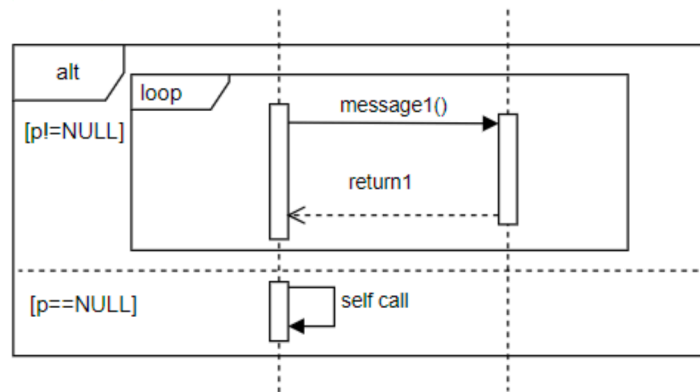 alt
loop
message1()
[p!=NULL]
return1
[p==NULL]
self call